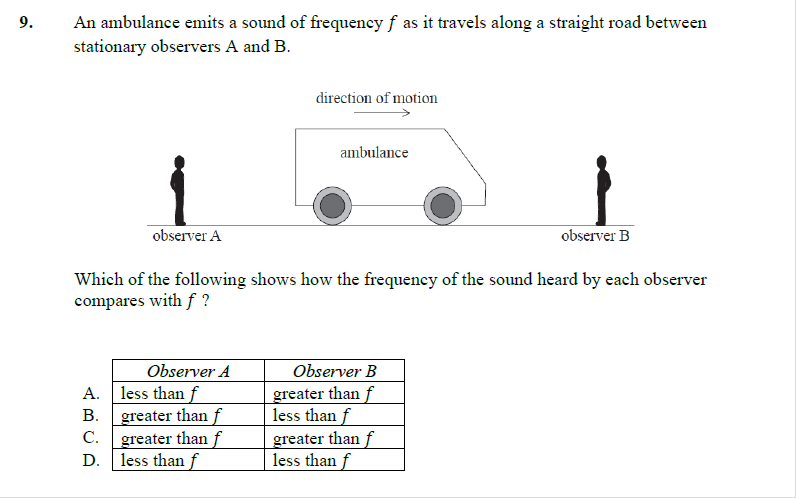 9. An ambulance emits a sound of frequency f as it travels along a straight road between
stationary observers A and B.
direction of motion
ambulance
observer A
observer B
Which of the following shows how the frequency of the sound heard by each observer
compares with f ?
Observer A Observer B
A. less than f greater than f
B. greater than f less than f
C. greater than f greater than f
D. less than f less than f